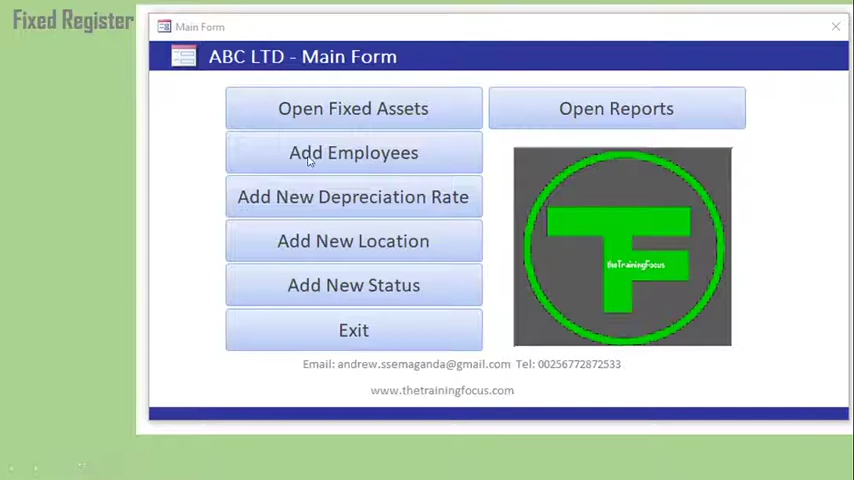 Fixed Register
Main Form
ABC LTD - Main Form
Open Fixed Assets
Open Reports
Add Employees
Add New Depreciation Rate
Add New Location
Add New Status
Exit
theTrainingFocus
Email: andrew.ssemaganda@gmail.com Tel: 00256772872533
www.thetrainingfocus.com